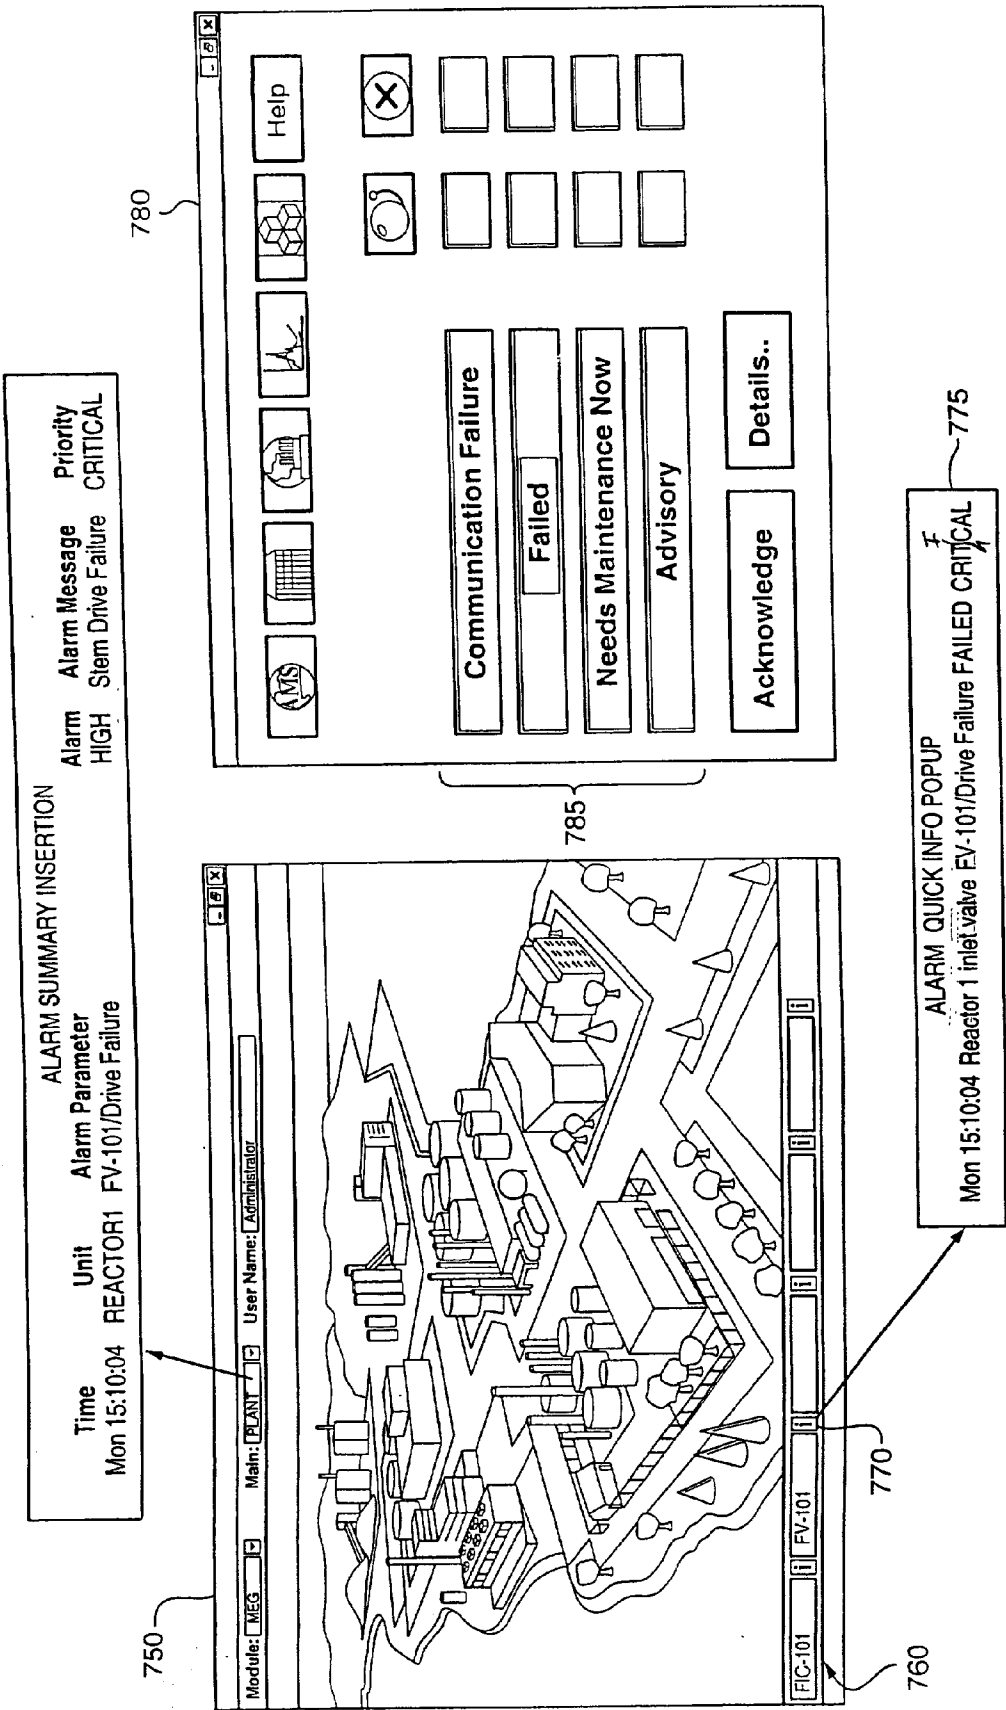 ALARM SUMMARY INSERTION
Time Unit Alarm Parameter Alarm Alarm Message Priority
Mon 15:10:04 REACTOR1 FV-101/Drive Failure HIGH Stem Drive Failure CRITICAL
750
Module: MEG Main: PLANT User Name: Administrator
FIC-101 i FV-101 i i i i
760
770
780
AMS
Help
Communication Failure
Failed
Needs Maintenance Now
Advisory
Acknowledge
Details..
785
ALARM QUICK INFO POPUP
Mon 15:10:04 Reactor 1 inlet valve FV-101/Drive Failure FAILED CRITCAL
I
775